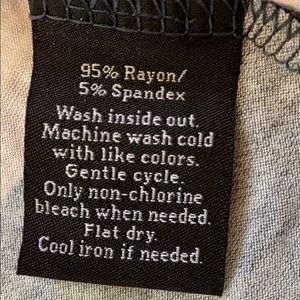 95% Rayon/
5% Spandex
Wash inside out.
Machine wash cold
with like colors.
Gentle cycle.
Only non-chlorine
bleach when needed.
Flat dry.
Cool iron if needed.